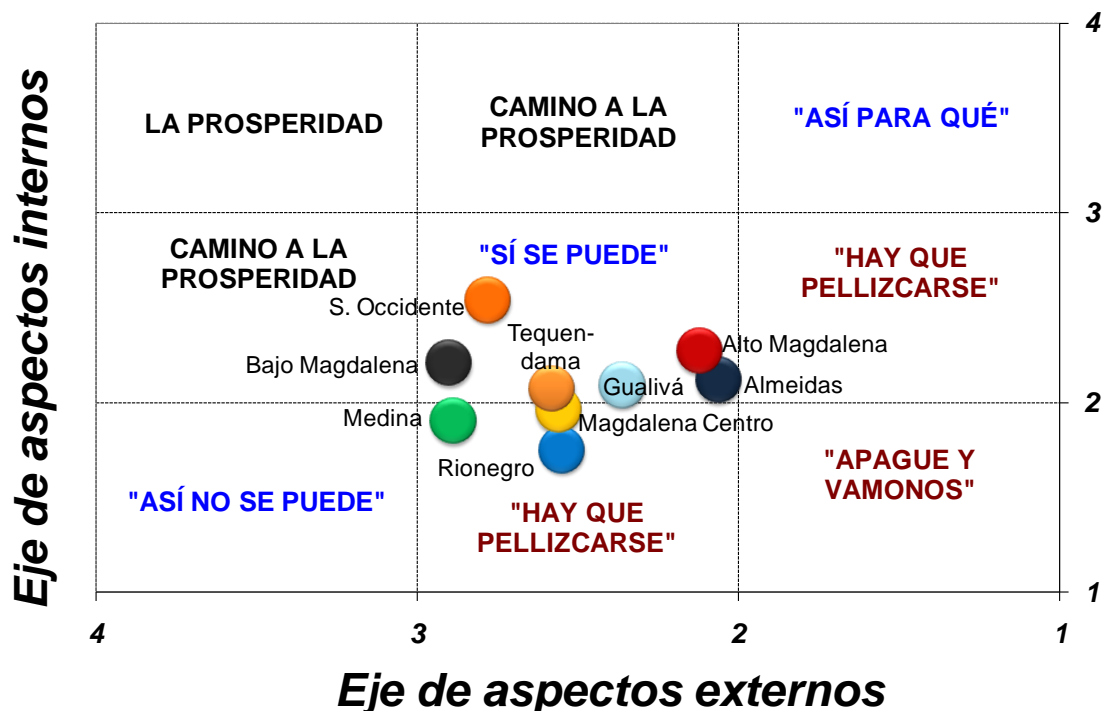 Eje de aspectos internos
4
LA PROSPERIDAD
CAMINO A LA
PROSPERIDAD
"ASÍ PARA QUÉ"
3
CAMINO A LA
PROSPERIDAD
"SÍ SE PUEDE"
"HAY QUE
PELLIZCARSE"
S. Occidente
Tequen-
dama
Alto Magdalena
Bajo Magdalena
Gualivá
Almeidas
2
Medina
Magdalena Centro
Rionegro
"APAGUE Y
VAMONOS"
"ASÍ NO SE PUEDE"
"HAY QUE
PELLIZCARSE"
1
4
3
2
1
Eje de aspectos externos